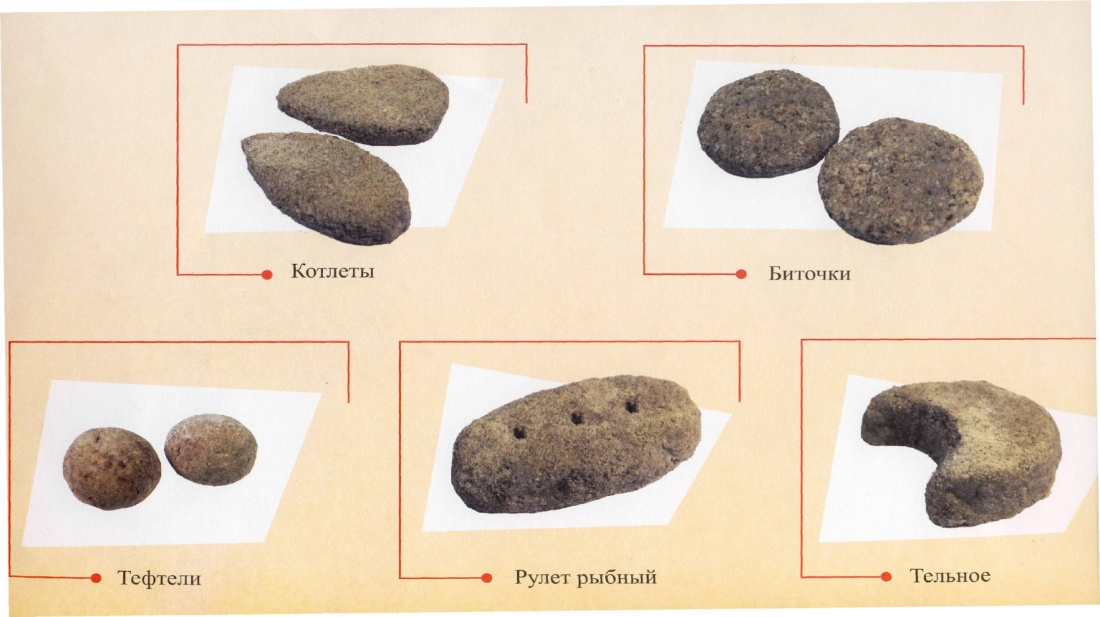 Котлеты
Биточки
Тефтели
Рулет рыбный
Тельное